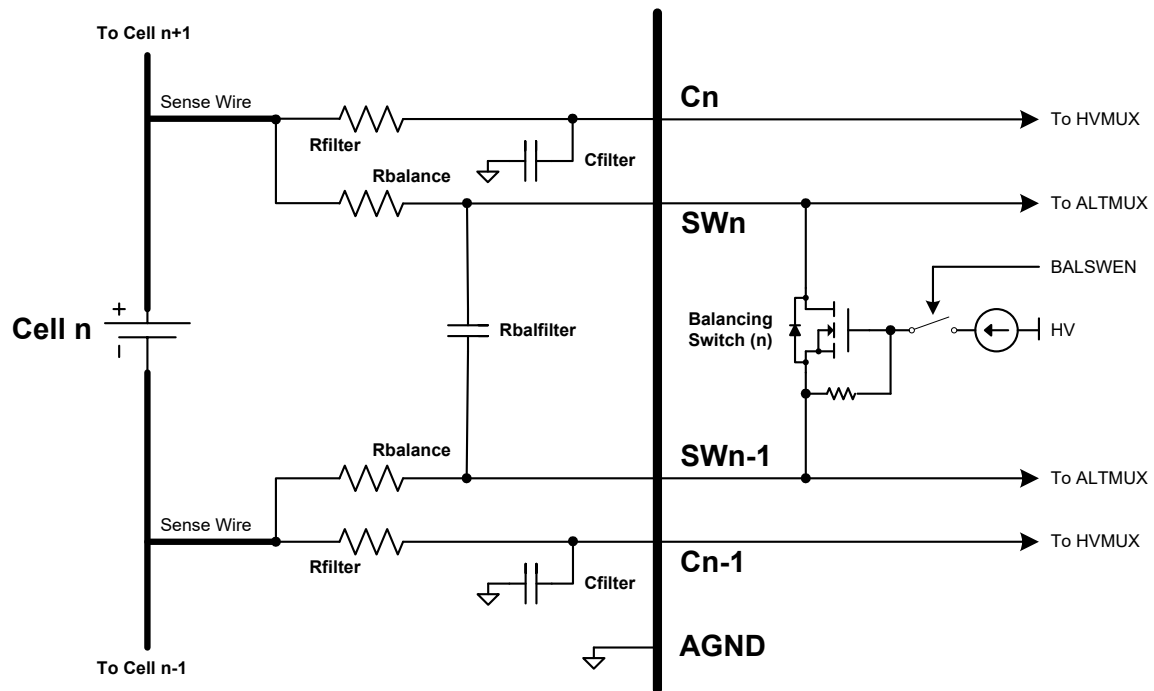 To Cell n+1
Sense Wire
Rfilter
Cn
To HVMUX
Cfilter
Rbalance
SWn
To ALTMUX
BALSWEN
+
Cell n
Rbalfilter
Balancing
Switch (n)
HV
–
Rbalance
SWn-1
To ALTMUX
Sense Wire
Rfilter
Cn-1
To HVMUX
Cfilter
AGND
To Cell n-1